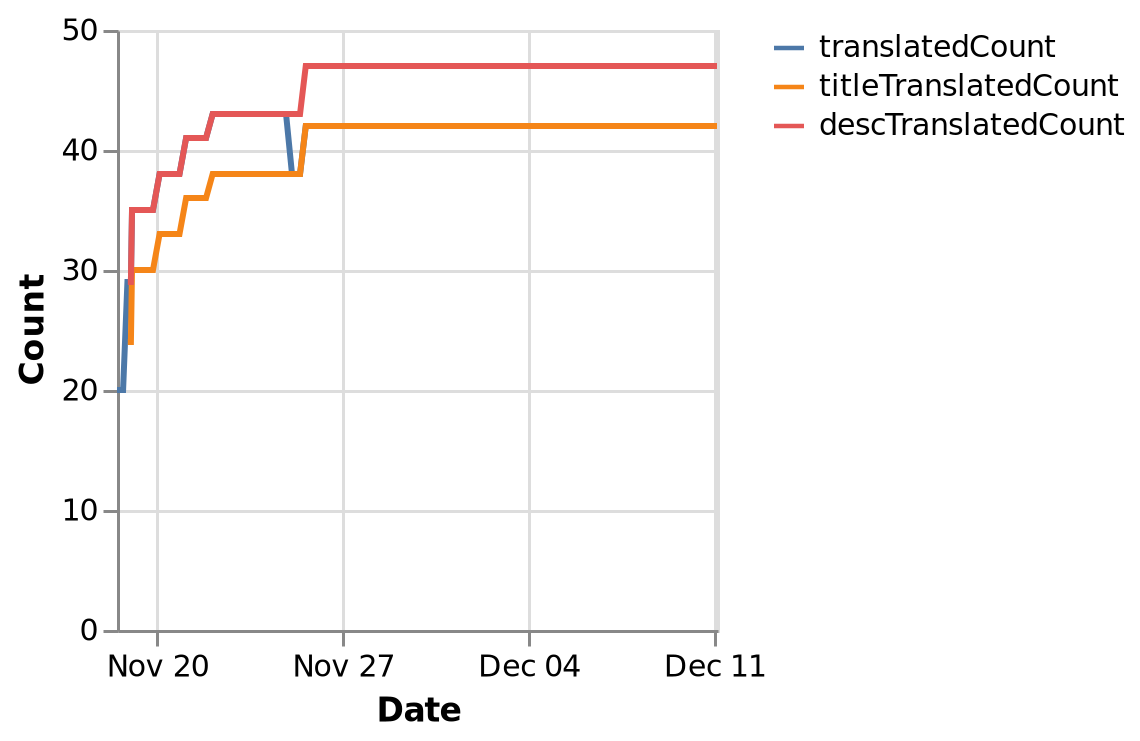 50
40
30
20
10
0
Count
Nov 20
Nov 27
Dec 04
Dec 11
Date
translatedCount
titleTranslatedCount
descTranslatedCount